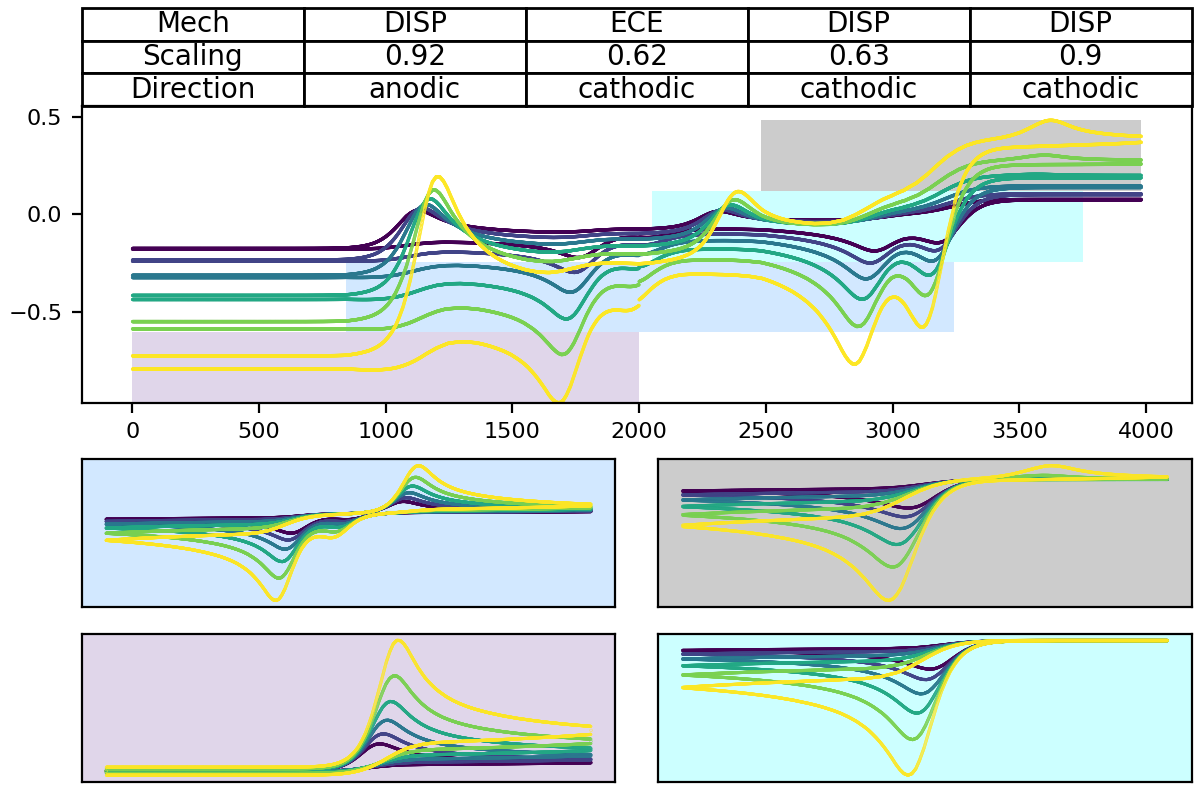 Mech DISP ECE DISP DISP
Scaling 0.92 0.62 0.63 0.9
Direction anodic cathodic cathodic cathodic
0.5
0.0
−0.5
0 500 1000 1500 2000 2500 3000 3500 4000